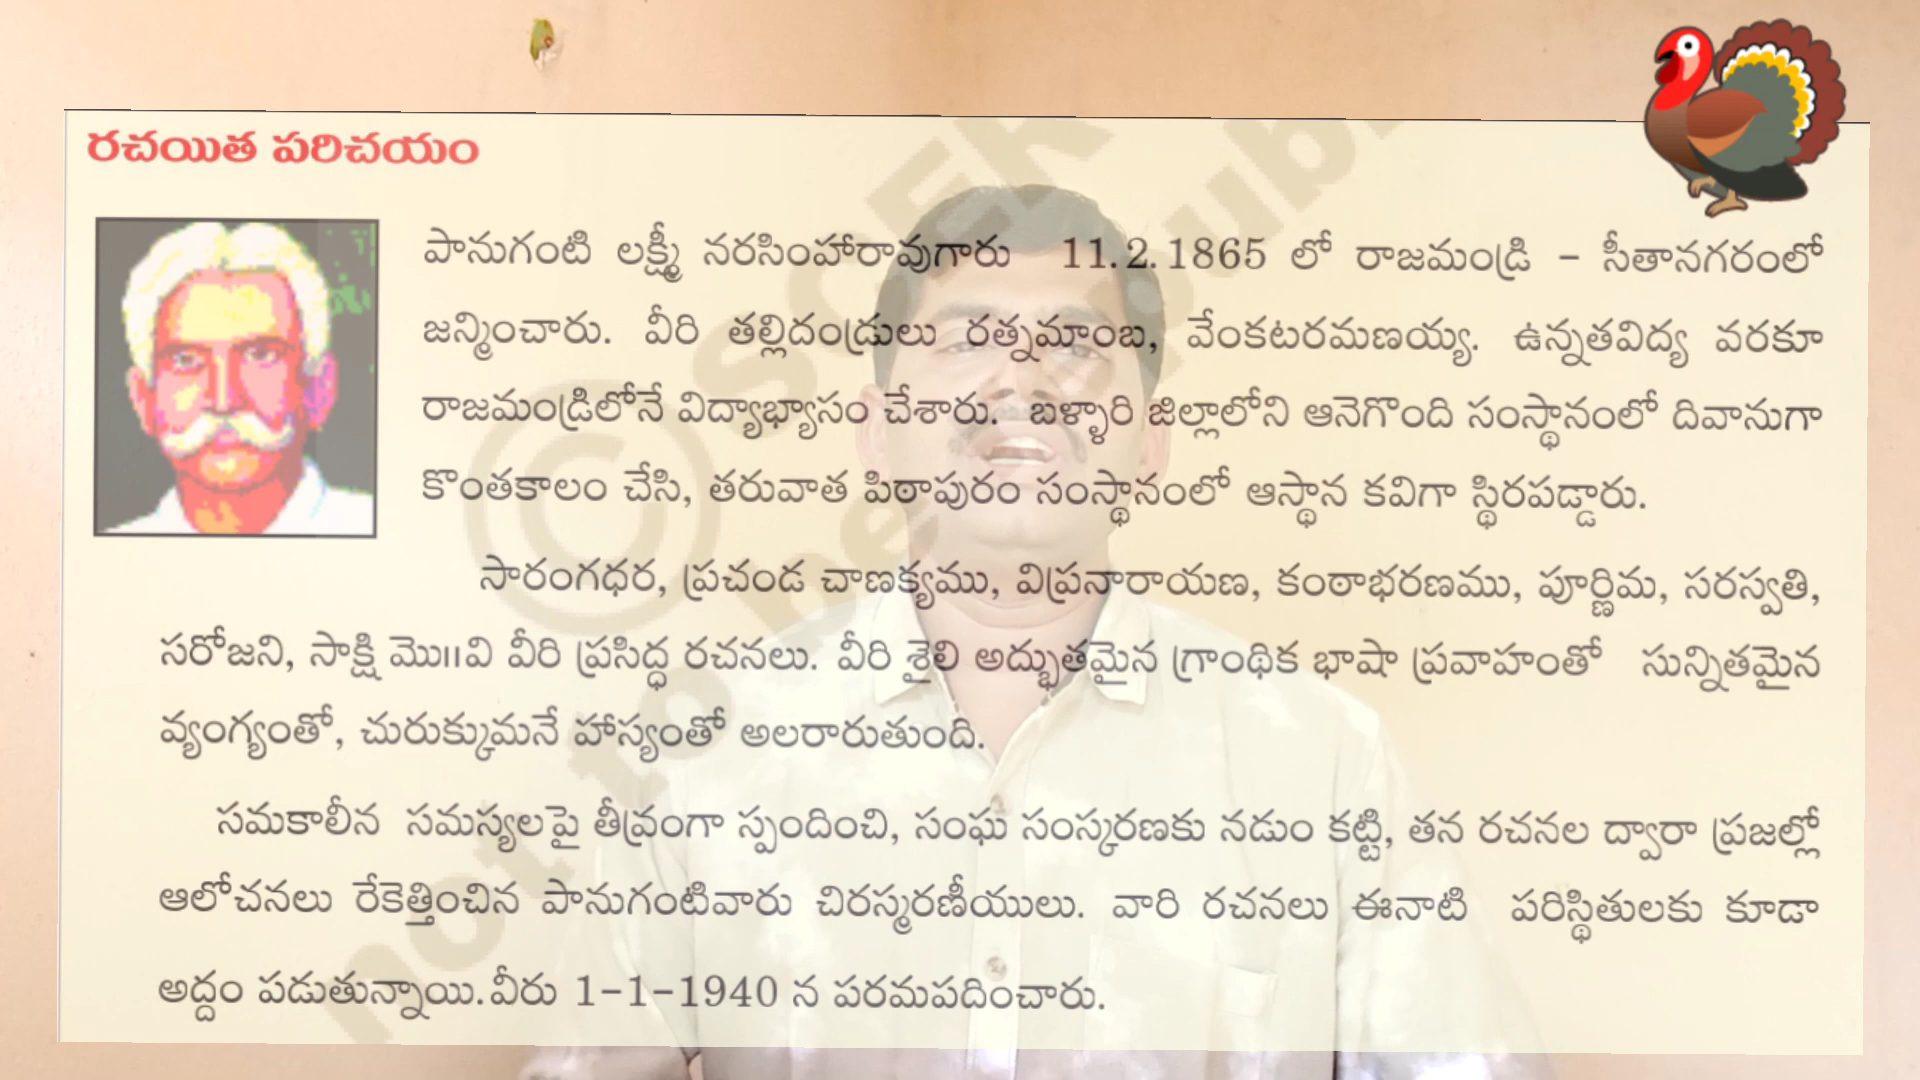 రచయిత పరిచయం
పానుగంటి లక్ష్మీ నరసింహారావుగారు 11.2.1865 లో రాజమండ్రి - సీతానగరంలో
జన్మించారు. వీరి తల్లిదండ్రులు రత్నమాంబ, వేంకటరమణయ్య. ఉన్నతవిద్య వరకూ
రాజమండ్రిలోనే విద్యాభ్యాసం చేశారు. బళ్ళారి జిల్లాలోని ఆనెగొంది సంస్థానంలో దివానుగా
కొంతకాలం చేసి, తరువాత పిఠాపురం సంస్థానంలో ఆస్థాన కవిగా స్థిరపడ్డారు.
సారంగధర, ప్రచండ చాణక్యము, విప్రనారాయణ, కంఠాభరణము, పూర్ణిమ, సరస్వతి,
సరోజని, సాక్షి మొ॥వి వీరి ప్రసిద్ధ రచనలు. వీరి శైలి అద్భుతమైన గ్రాంథిక భాషా ప్రవాహంతో సున్నితమైన
వ్యంగ్యంతో, చురుక్కుమనే హాస్యంతో అలరారుతుంది.
సమకాలీన సమస్యలపై తీవ్రంగా స్పందించి, సంఘ సంస్కరణకు నడుం కట్టి, తన రచనల ద్వారా ప్రజల్లో
ఆలోచనలు రేకెత్తించిన పానుగంటివారు చిరస్మరణీయులు. వారి రచనలు ఈనాటి పరిస్థితులకు కూడా
అద్దం పడుతున్నాయి.వీరు 1-1-1940 న పరమపదించారు.
©
not to be